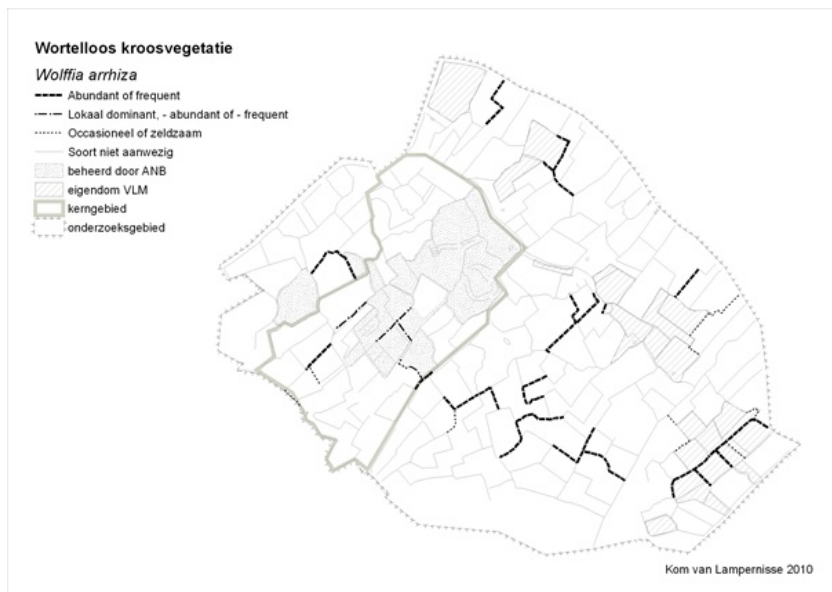 Wortelloos kroosvegetatie
Wolffia arrhiza
Abundant of frequent
Lokaal dominant, - abundant of - frequent
Occasioneel of zeldzaam
Soort niet aanwezig
beheerd door ANB
eigendom VLM
kerngebied
onderzoeksgebied
Kom van Lampernisse 2010